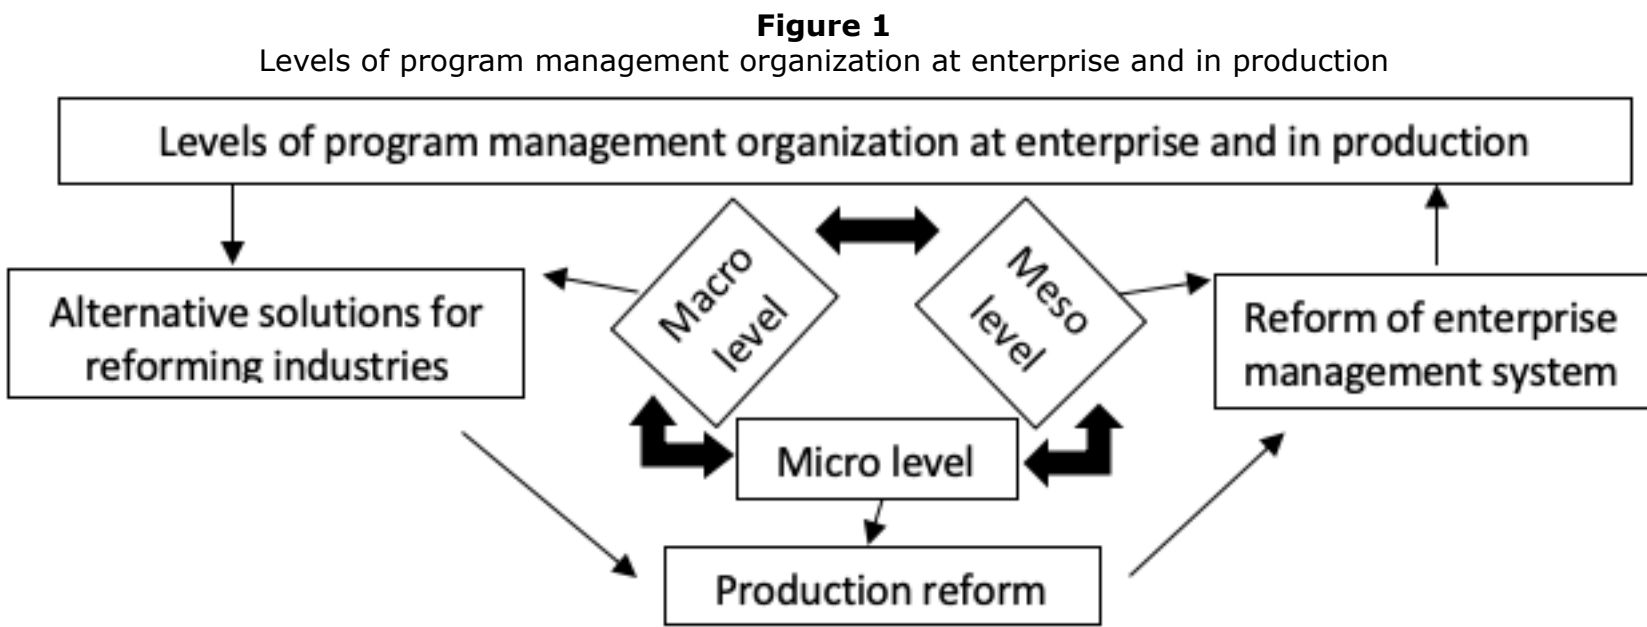 Figure 1
Levels of program management organization at enterprise and in production
Levels of program management organization at enterprise and in production
Macro
level
Meso
level
Alternative solutions for
reforming industries
Reform of enterprise
management system
Micro level
Production reform